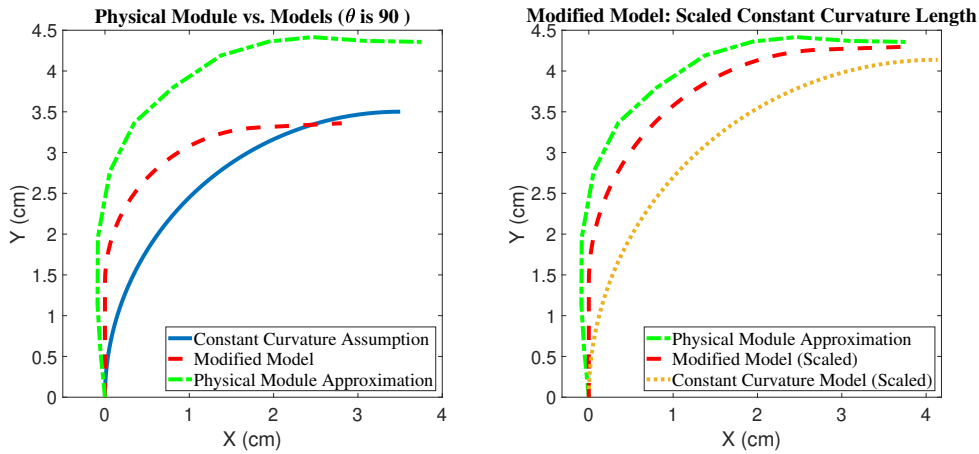 Physical Module vs. Models (θ is 90 )
4.5
4
3.5
3
2.5
2
1.5
1
0.5
0
Y (cm)
0
1
2
3
4
X (cm)
Constant Curvature Assumption
Modified Model
Physical Module Approximation
Modified Model: Scaled Constant Curvature Length
4.5
4
3.5
3
2.5
2
1.5
1
0.5
0
Y (cm)
0
1
2
3
4
X (cm)
Physical Module Approximation
Modified Model (Scaled)
Constant Curvature Model (Scaled)